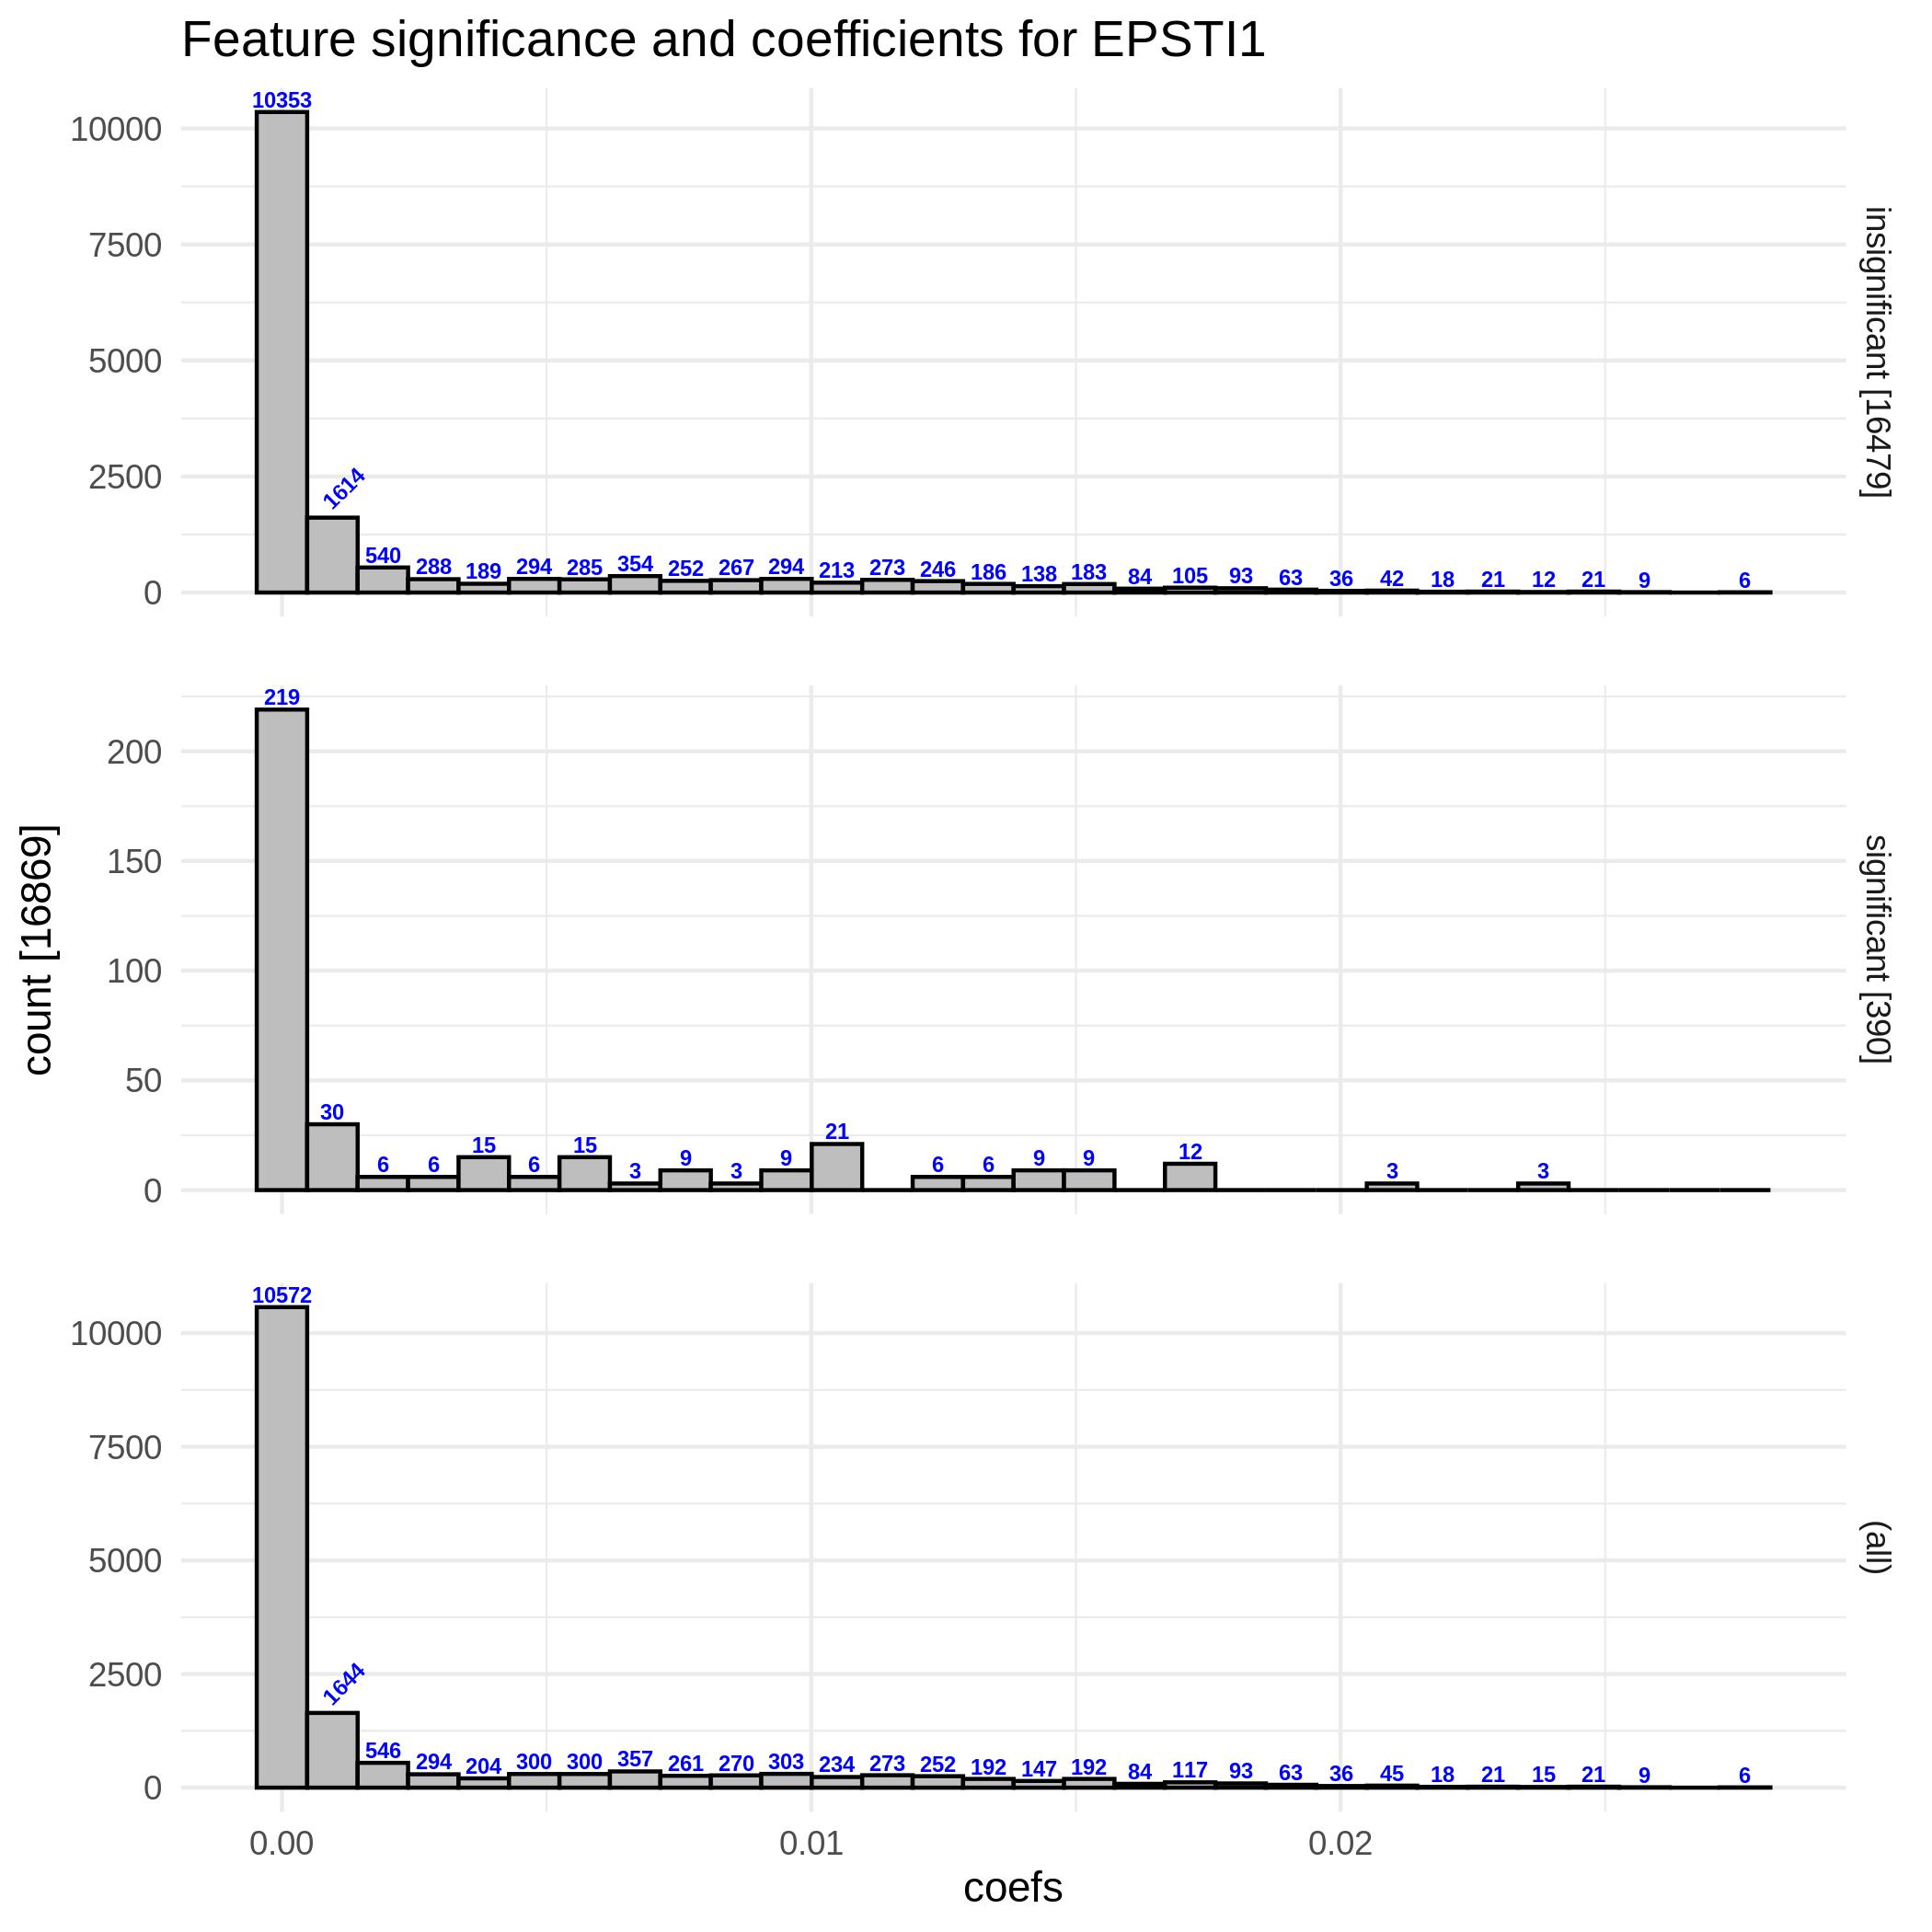 Feature significance and coefficients for EPSTI1
count [16869]
10000
7500
5000
2500
0
10353
1614
540 288 189 294 285 354 252 267 294 213 273 246 186 138 183 84 105 93 63 36 42 18 21 12 21 9 6
insignificant [16479]
200
150
100
50
0
219
30 6 6 15 6 15 3 9 3 9 21 6 6 9 9 12 3 3
significant [390]
10000
7500
5000
2500
0
10572
1644
546 294 204 300 300 357 261 270 303 234 273 252 192 147 192 84 117 93 63 36 45 18 21 15 21 9 6
(all)
0.00 0.01 0.02
coefs